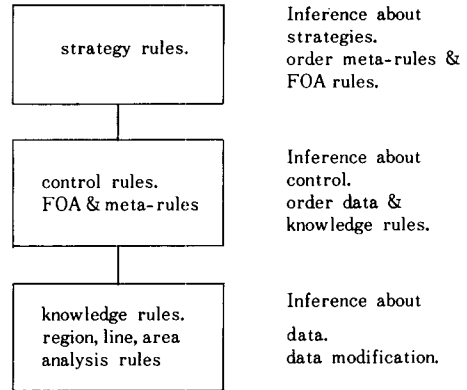 strategy rules.
Inference about
strategies.
order meta-rules &
FOA rules.
control rules.
FOA & meta-rules
Inference about
control.
order data &
knowledge rules.
knowledge rules.
region, line, area
analysis rules
Inference about
data.
data modification.